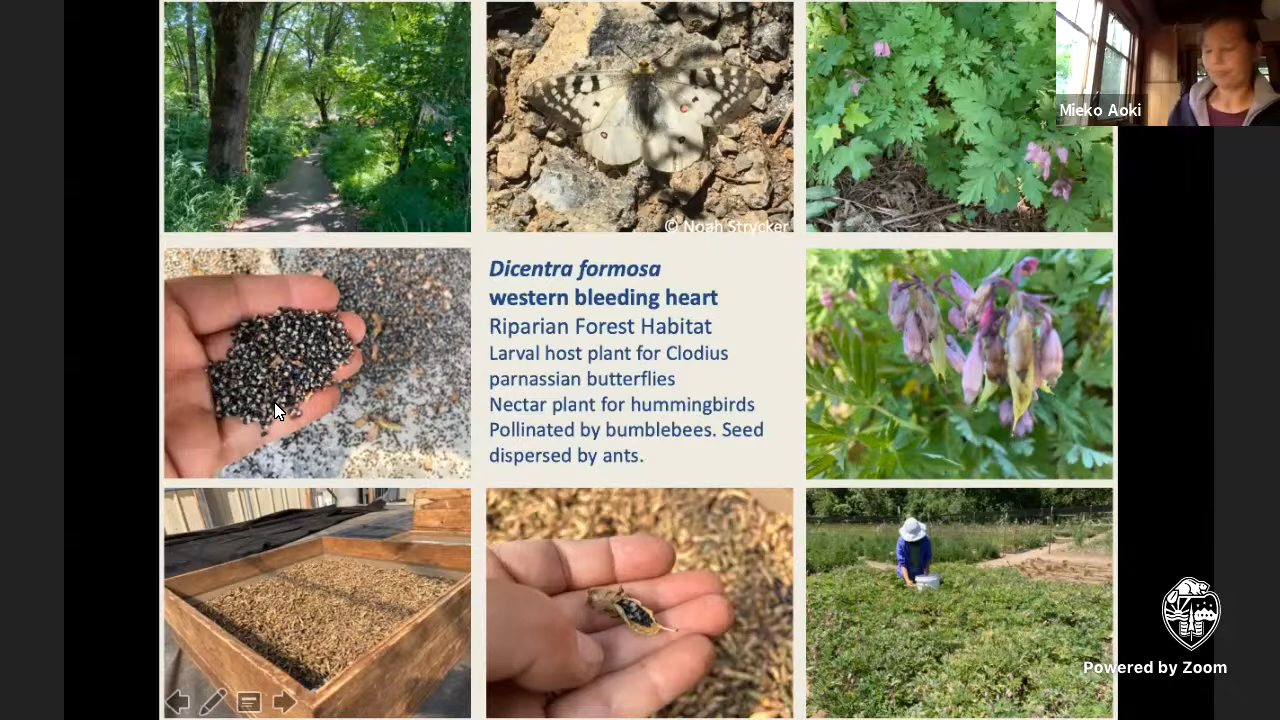 Mieko Aoki
© Noah Strycker
Dicentra formosa
western bleeding heart
Riparian Forest Habitat
Larval host plant for Clodius
parnassian butterflies
Nectar plant for hummingbirds
Pollinated by bumblebees. Seed
dispersed by ants.
Powered by Zoom